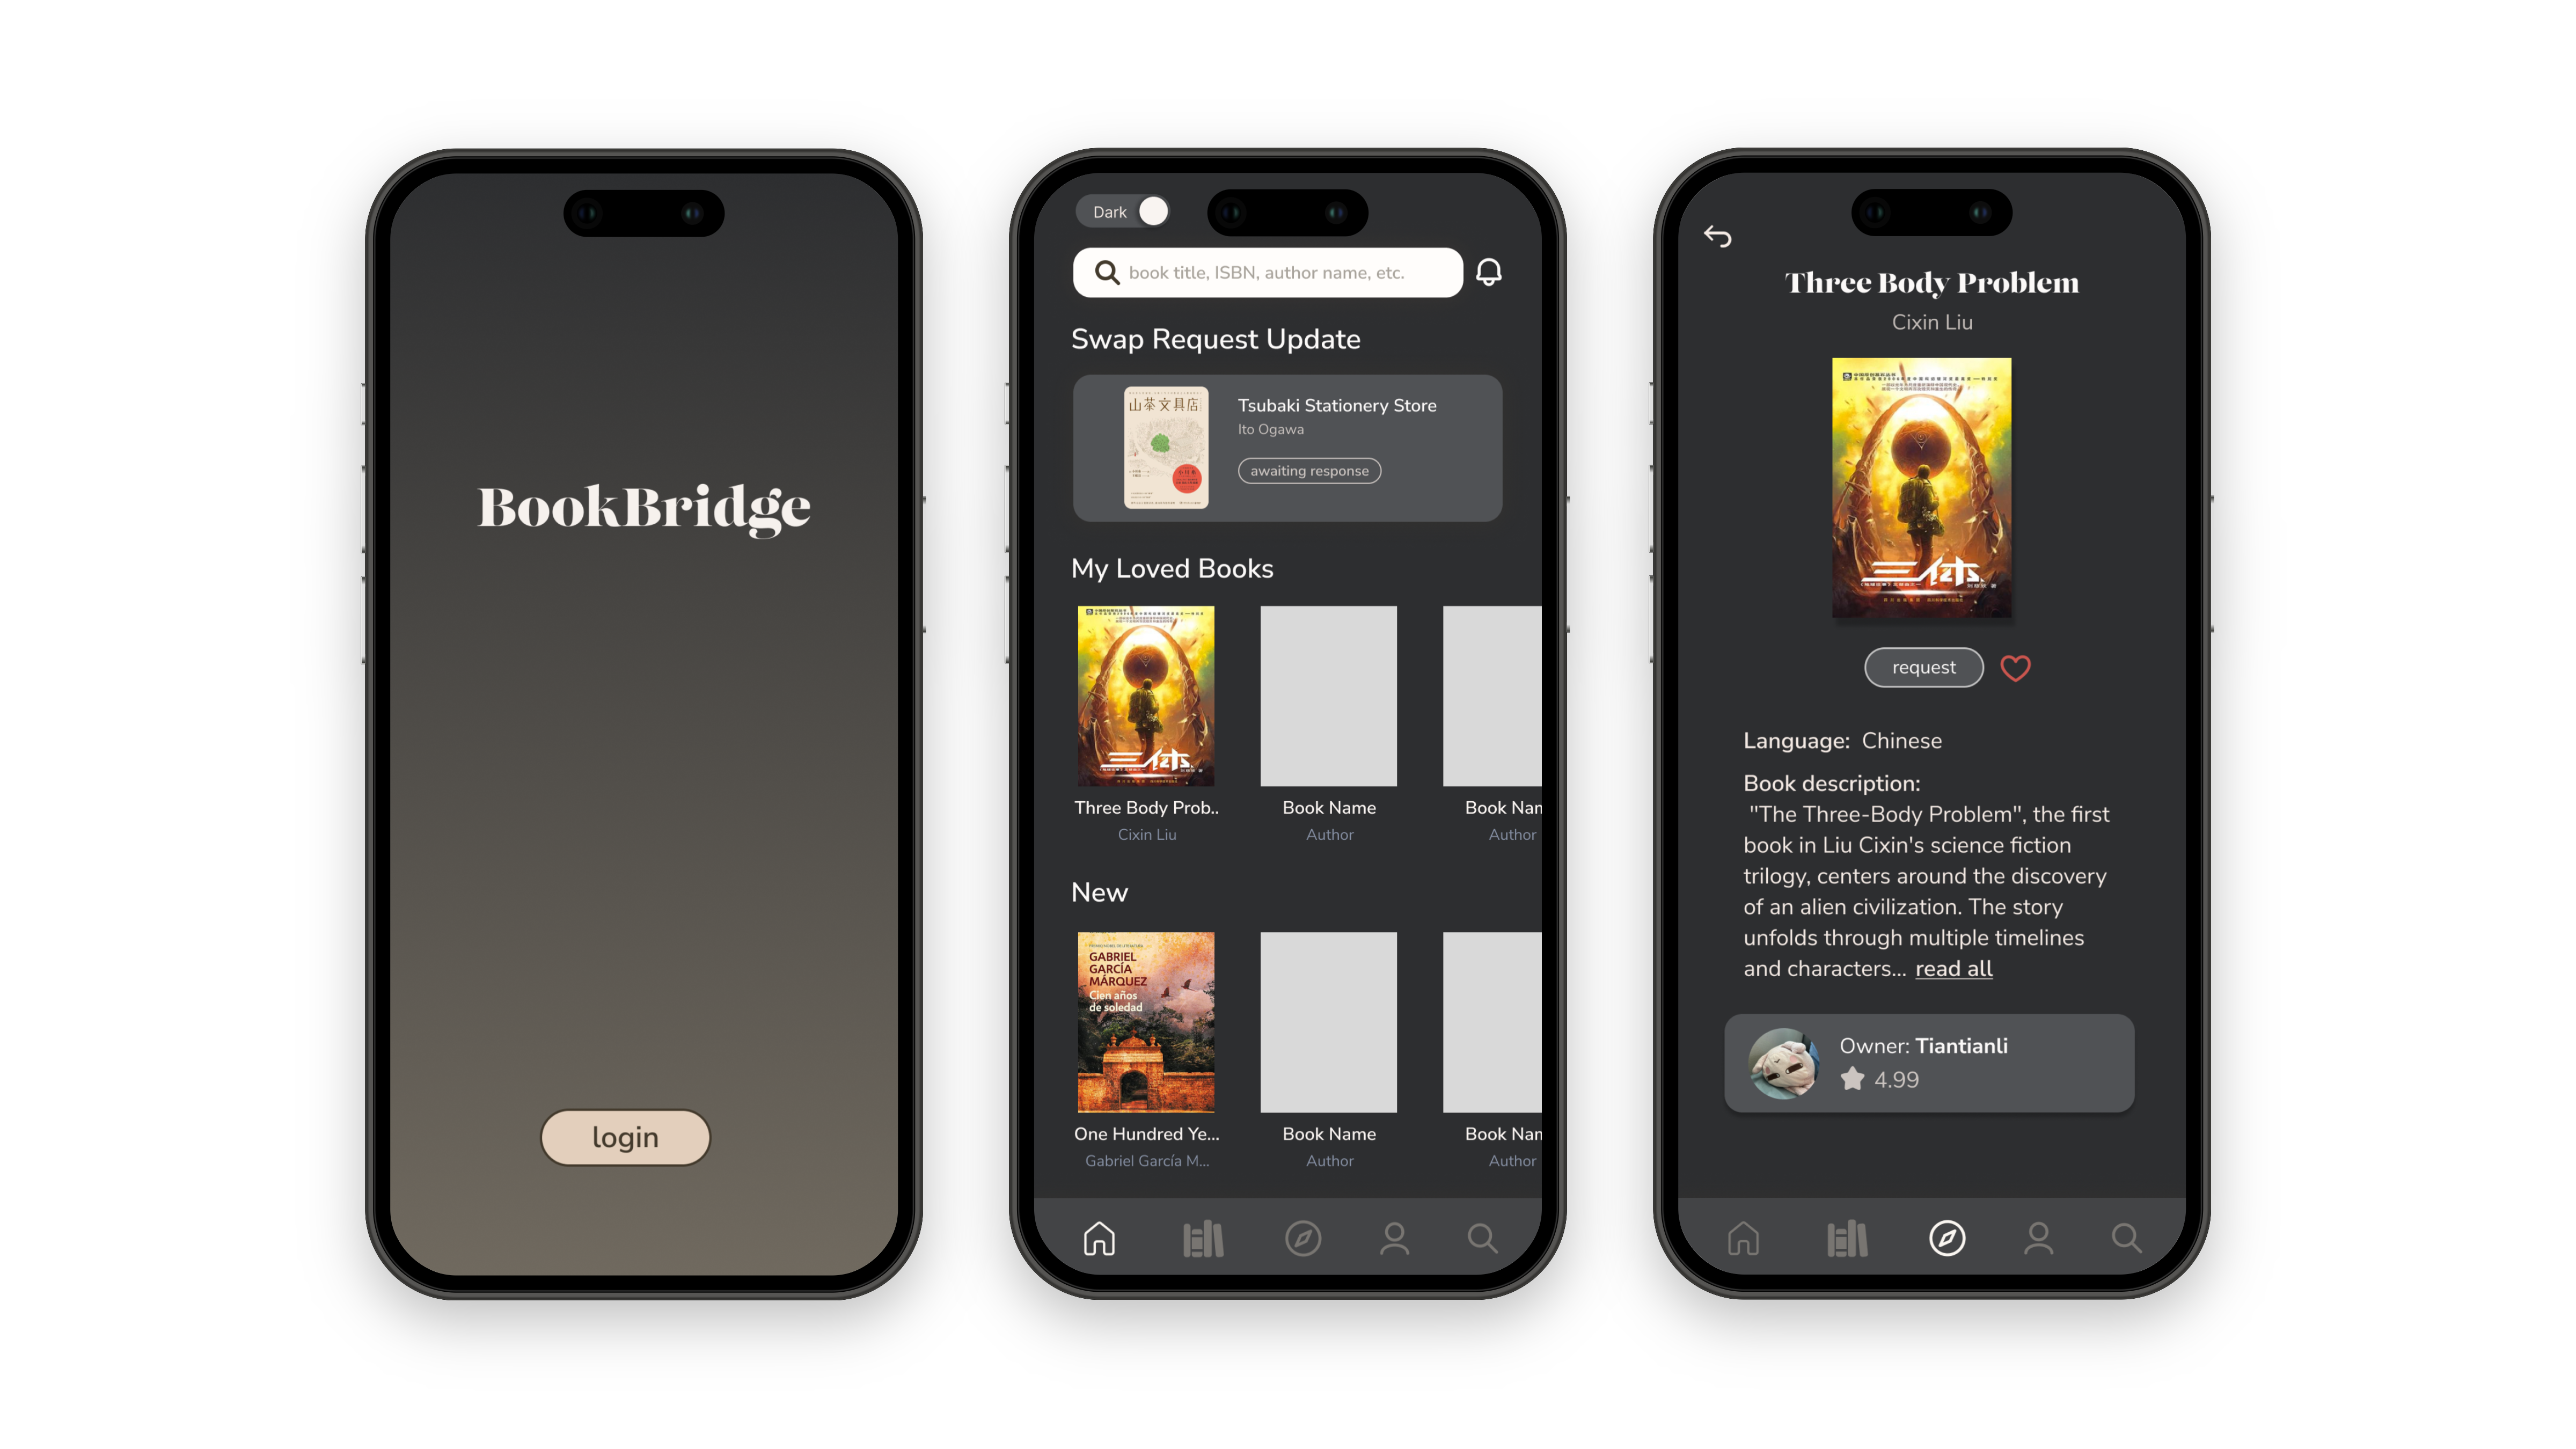 BookBridge
login
Dark
book title, ISBN, author name, etc.
Swap Request Update
山茶文具店
Tsubaki Stationery Store
Ito Ogawa
awaiting response
My Loved Books
三体
Three Body Prob..
Cixin Liu
Book Name
Author
Book Nam
Author
New
GABRIEL
GARCÍA
MÁRQUEZ
Cien años
de soledad
One Hundred Ye...
Gabriel García M...
Book Name
Author
Book Nam
Author
Three Body Problem
Cixin Liu
三体
request
Language: Chinese
Book description:
"The Three-Body Problem", the first
book in Liu Cixin's science fiction
trilogy, centers around the discovery
of an alien civilization. The story
unfolds through multiple timelines
and characters... read all
Owner: Tiantianli
4.99